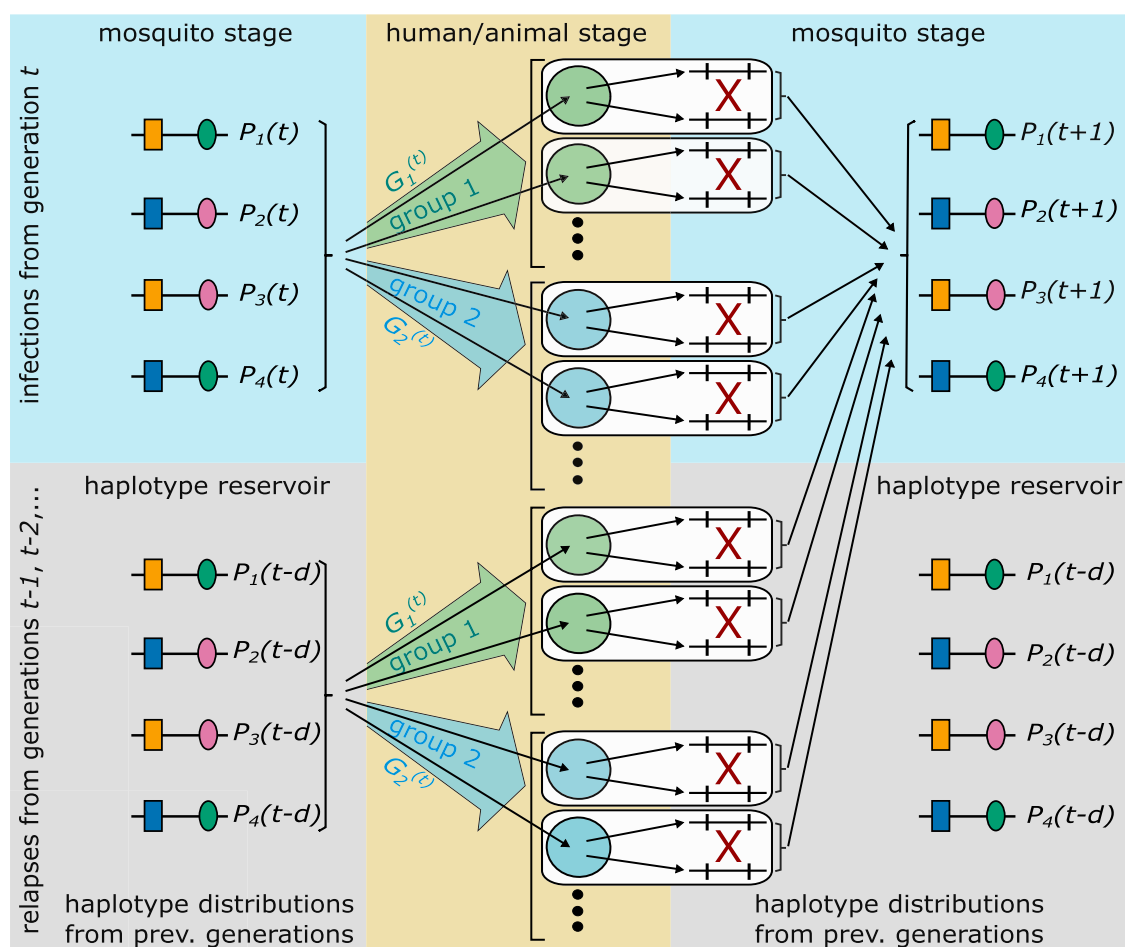 mosquito stage
human/animal stage
mosquito stage
infections from generation t
P₁(t)
P₂(t)
P₃(t)
P₄(t)
G₁⁽ᵗ⁾
group 1
group 2
G₂⁽ᵗ⁾
X
X
X
X
P₁(t+1)
P₂(t+1)
P₃(t+1)
P₄(t+1)
relapses from generations t-1, t-2,...
haplotype reservoir
P₁(t-d)
P₂(t-d)
P₃(t-d)
P₄(t-d)
haplotype distributions
from prev. generations
G₁⁽ᵗ⁾
group 1
group 2
G₂⁽ᵗ⁾
X
X
X
X
haplotype reservoir
P₁(t-d)
P₂(t-d)
P₃(t-d)
P₄(t-d)
haplotype distributions
from prev. generations